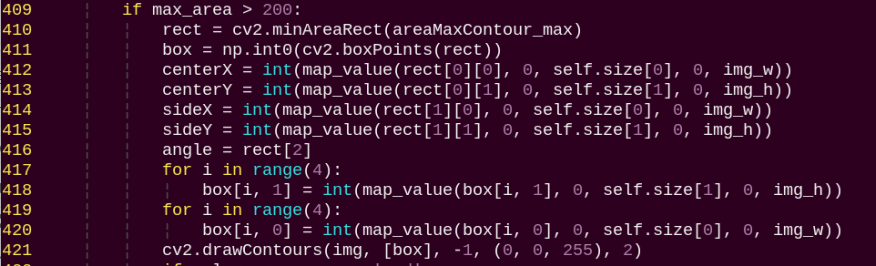 409 if max_area > 200:
410 rect = cv2.minAreaRect(areaMaxContour_max)
411 box = np.int0(cv2.boxPoints(rect))
412 centerX = int(map_value(rect[0][0], 0, self.size[0], 0, img_w))
413 centerY = int(map_value(rect[0][1], 0, self.size[1], 0, img_h))
414 sideX = int(map_value(rect[1][0], 0, self.size[0], 0, img_w))
415 sideY = int(map_value(rect[1][1], 0, self.size[1], 0, img_h))
416 angle = rect[2]
417 for i in range(4):
418 box[i, 1] = int(map_value(box[i, 1], 0, self.size[1], 0, img_h))
419 for i in range(4):
420 box[i, 0] = int(map_value(box[i, 0], 0, self.size[0], 0, img_w))
421 cv2.drawContours(img, [box], -1, (0, 0, 255), 2)